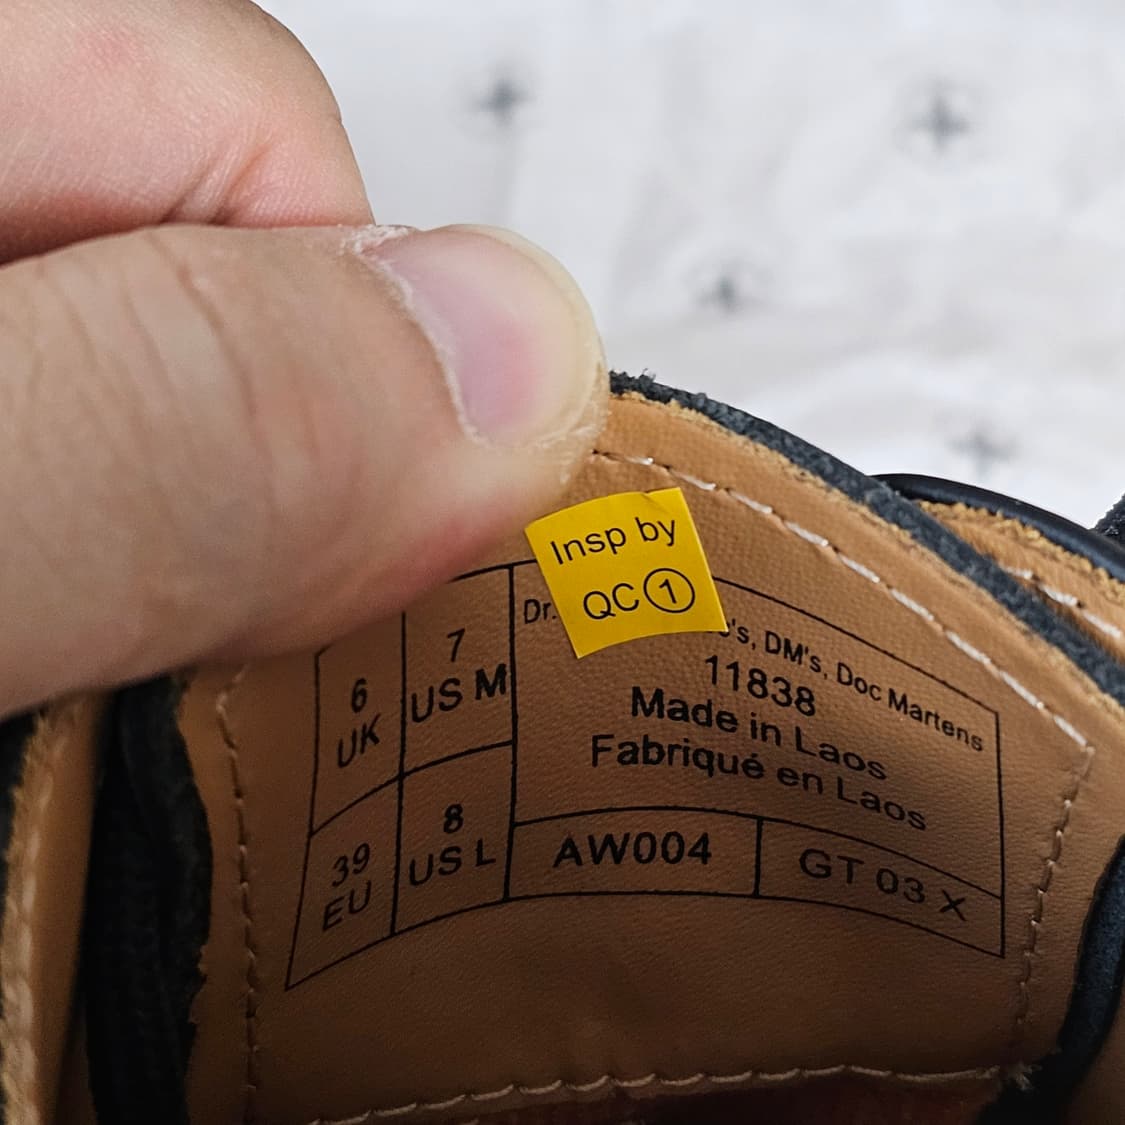 Insp by
QC ①
Dr. 's, DM's, Doc Martens
11838
Made in Laos
Fabriqué en Laos
6
UK
7
US M
39
EU
8
US L
AW004
GT 03 X